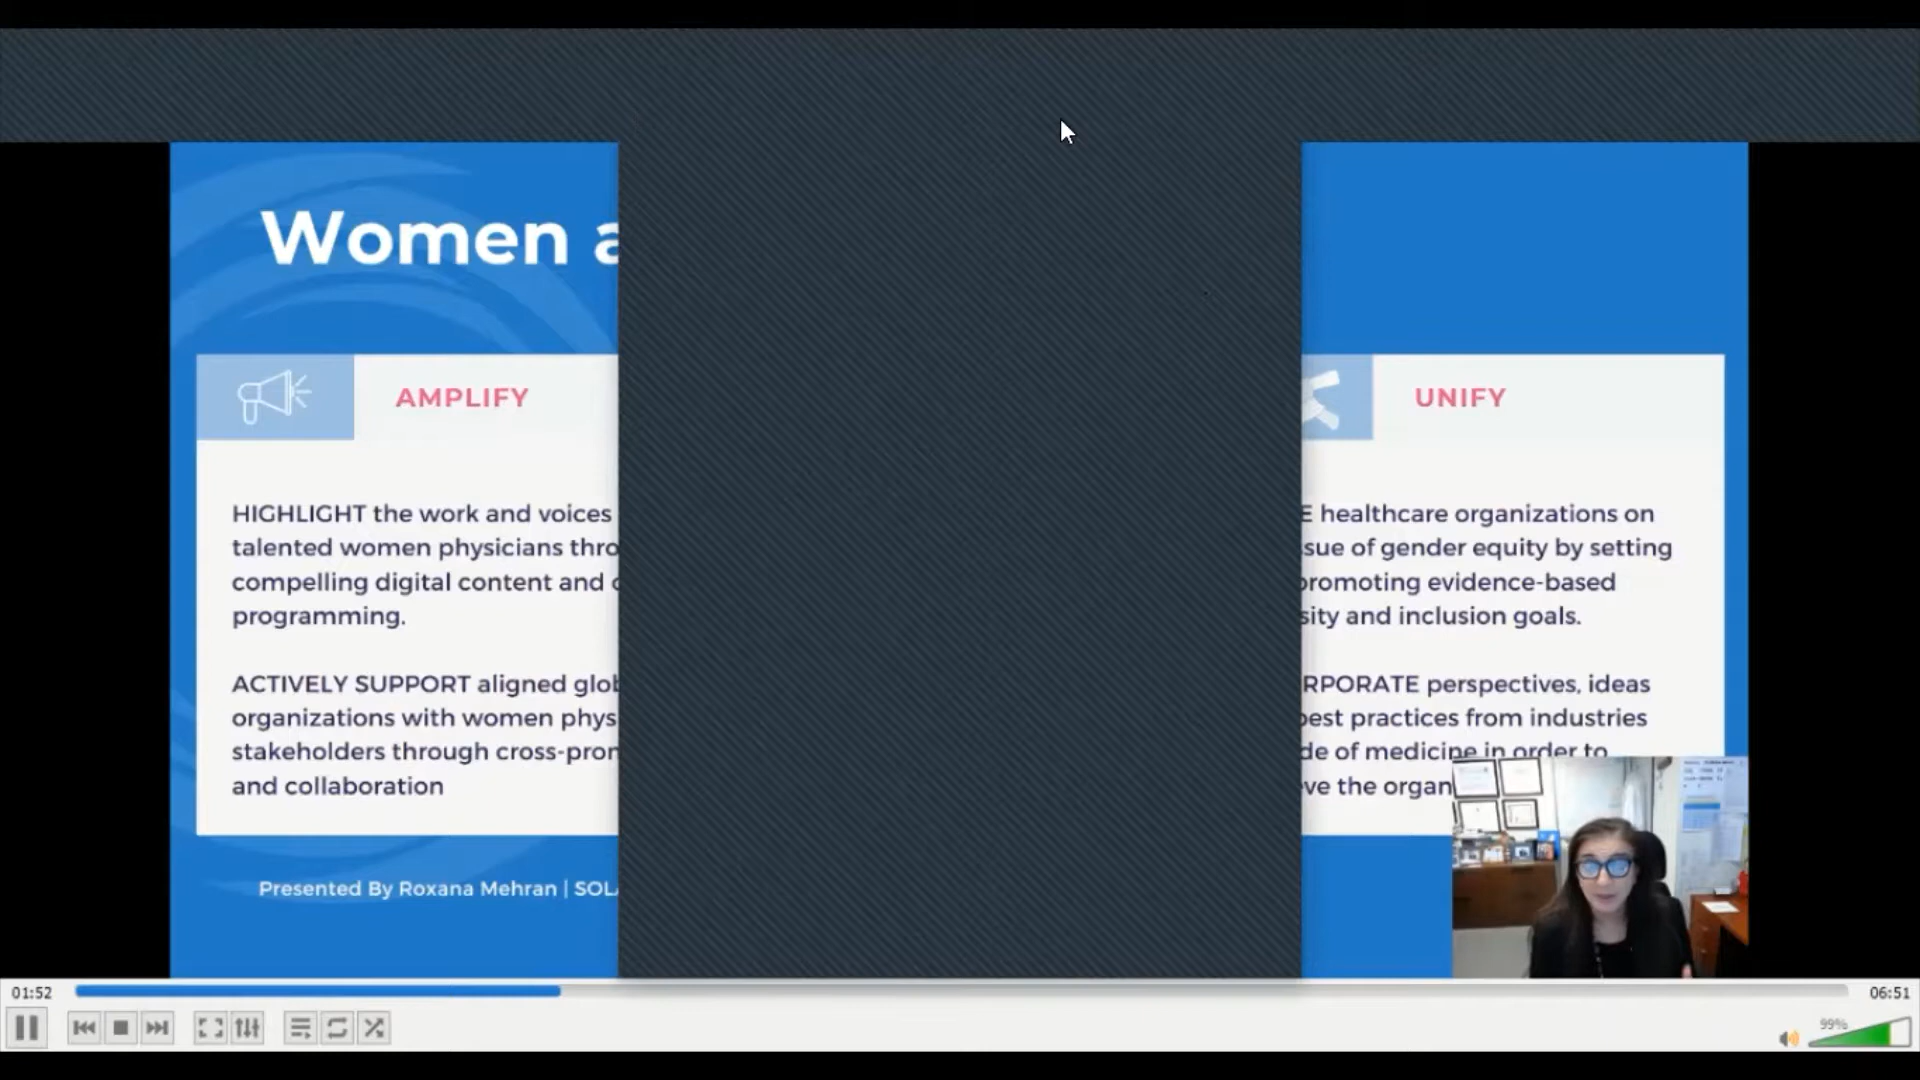 Women a
AMPLIFY
HIGHLIGHT the work and voices
talented women physicians thro
compelling digital content and
programming.
ACTIVELY SUPPORT aligned glob
organizations with women phys
stakeholders through cross-pron
and collaboration
UNIFY
E healthcare organizations on
ssue of gender equity by setting
promoting evidence-based
sity and inclusion goals.
RPORATE perspectives, ideas
best practices from industries
de of medicine in order to
ve the organ
Presented By Roxana Mehran | SOL
01:52
06:51
99%